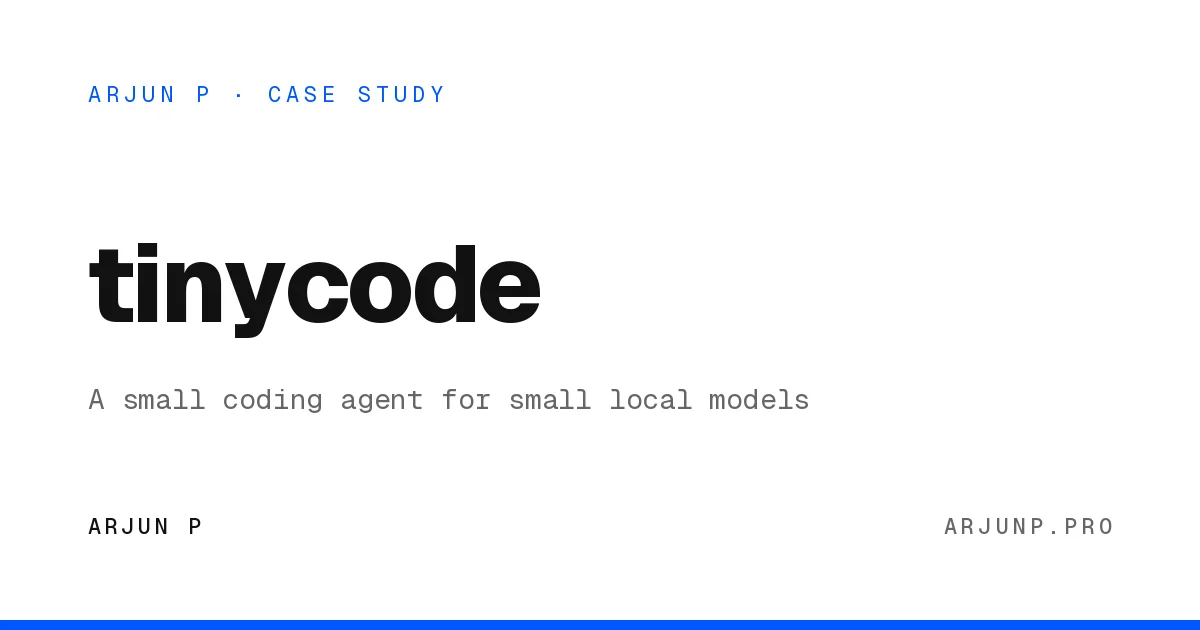 ARJUN P · CASE STUDY
tinycode
A small coding agent for small local models
ARJUN P
ARJUNP.PRO